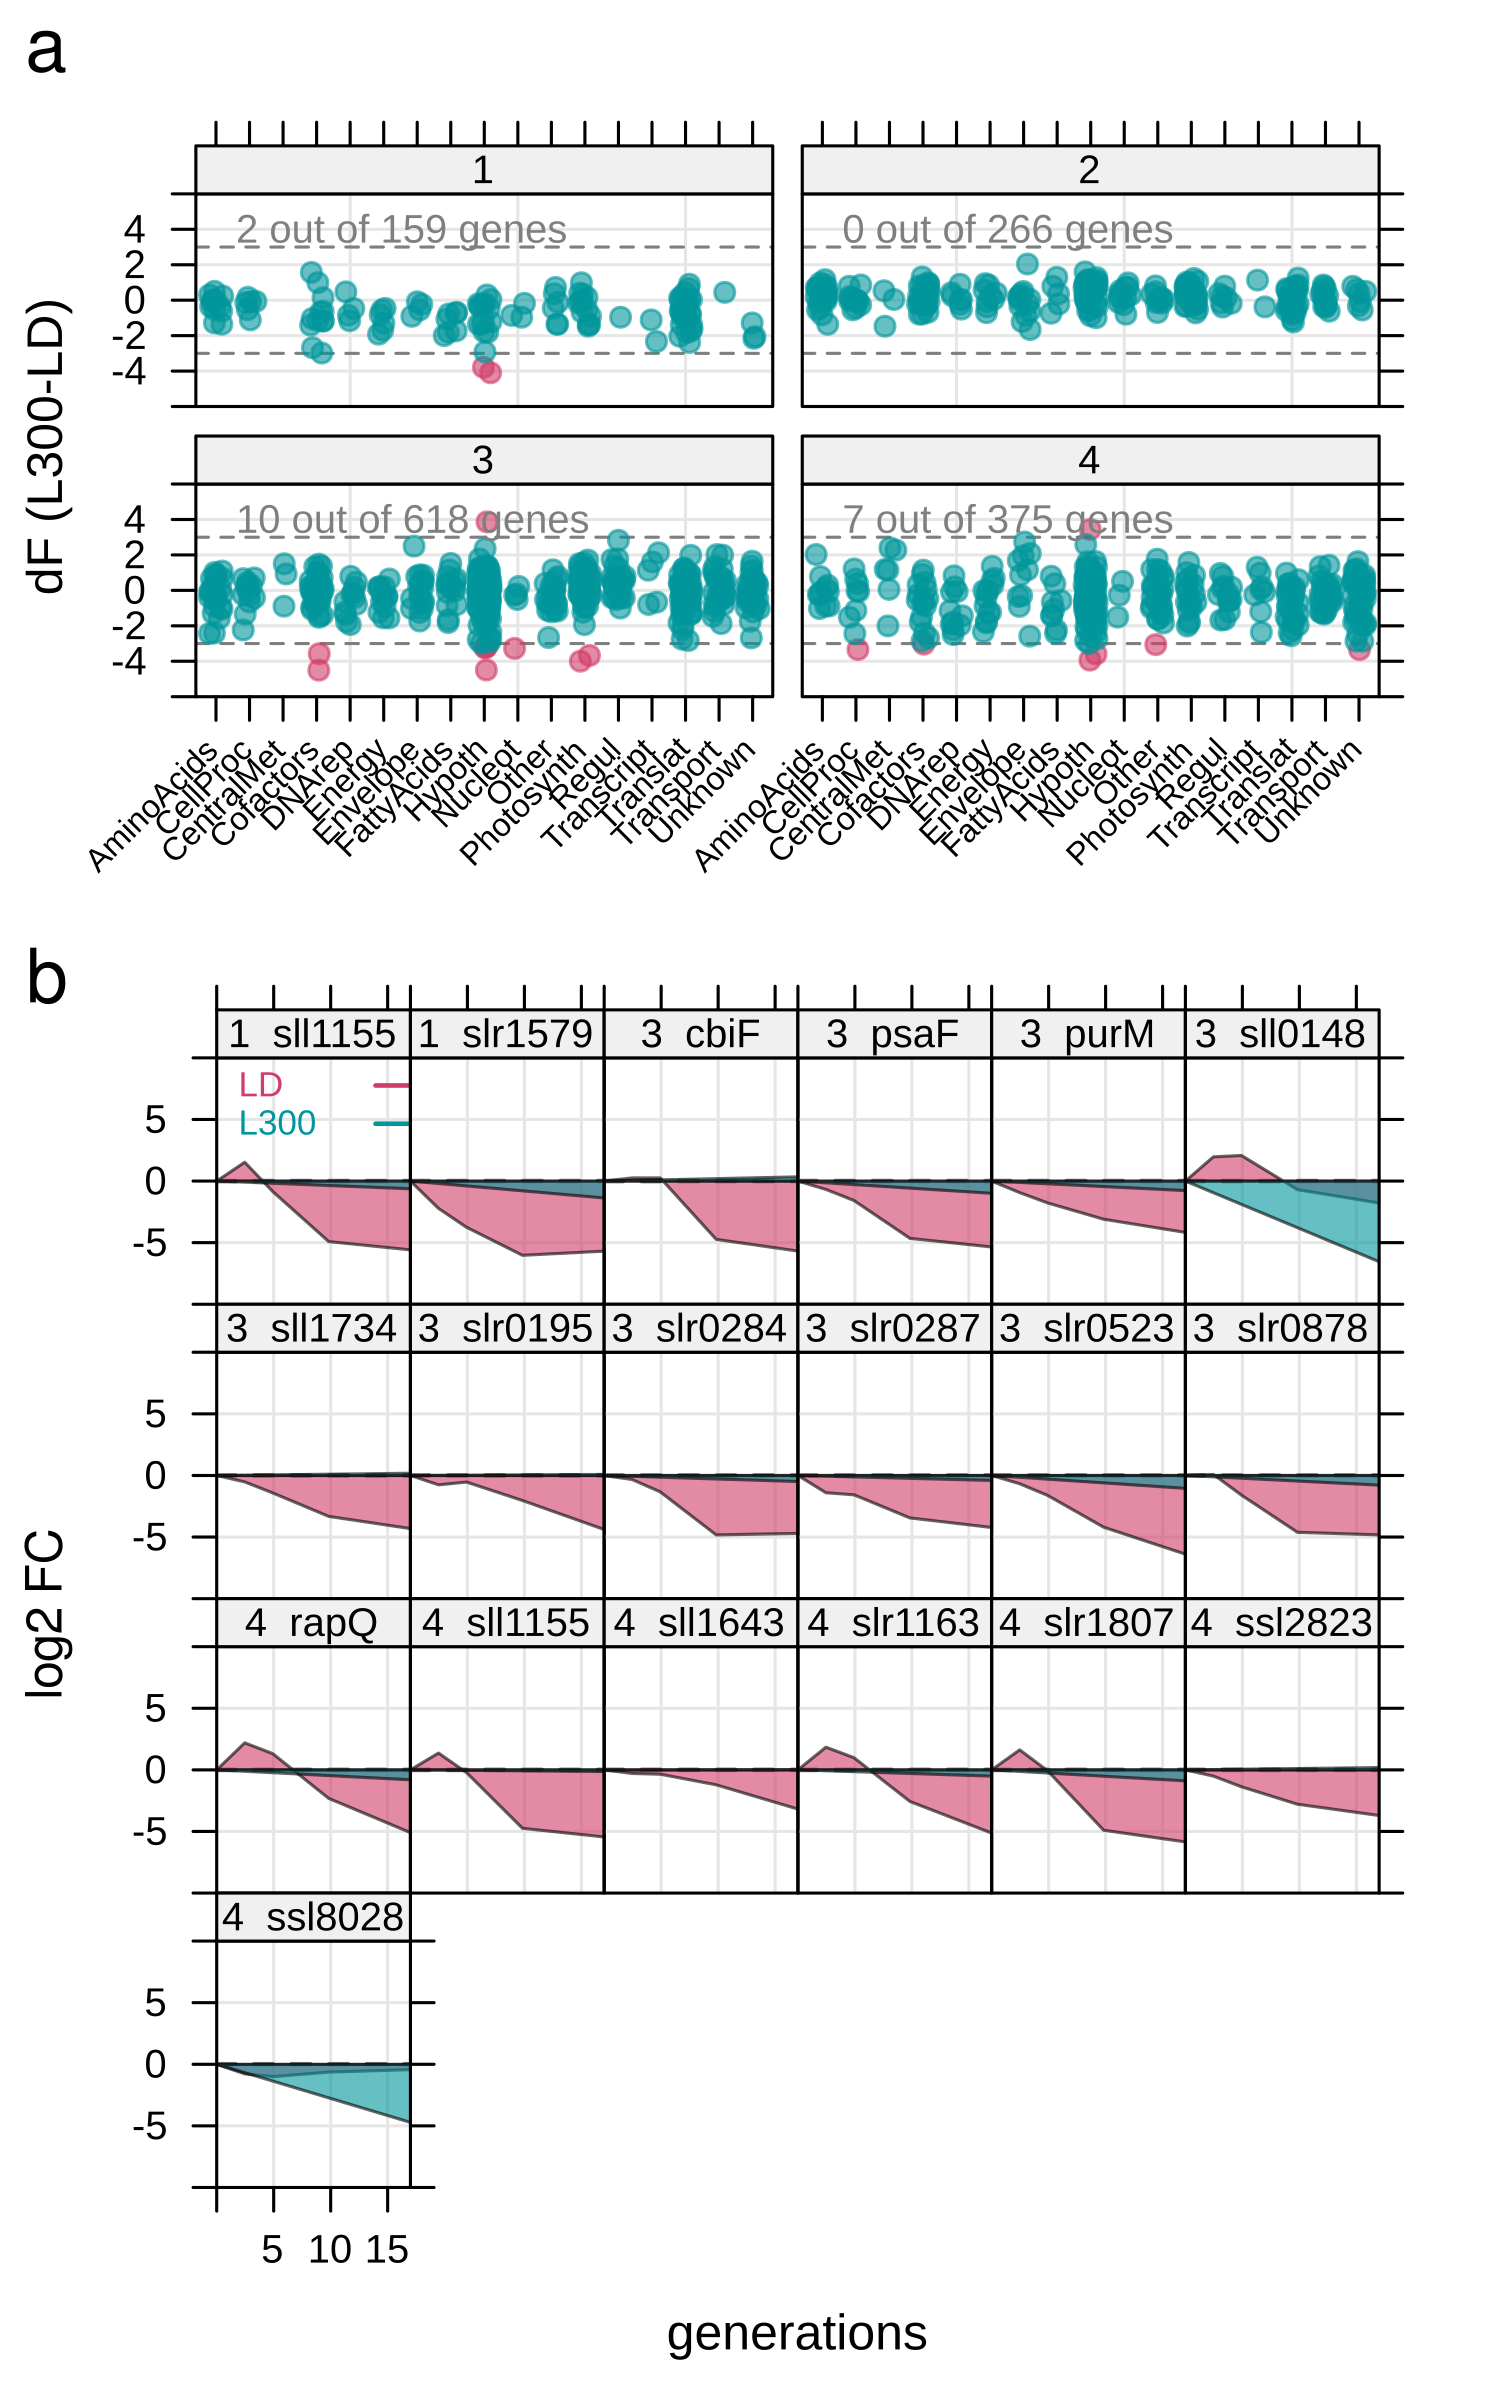 a
dF (L300-LD)
1
2
2 out of 159 genes
0 out of 266 genes
4
2
0
-2
-4
3
4
10 out of 618 genes
7 out of 375 genes
4
2
0
-2
-4
AminoAcids
CellProc
CentralMet
Cofactors
DNArep
Energy
Envelope
FattyAcids
Hypoth
Nucleot
Other
Photosynth
Regul
Transcript
Translat
Transport
Unknown
AminoAcids
CellProc
CentralMet
Cofactors
DNArep
Energy
Envelope
FattyAcids
Hypoth
Nucleot
Other
Photosynth
Regul
Transcript
Translat
Transport
Unknown
b
log2 FC
1 sll1155
1 slr1579
3 cbiF
3 psaF
3 purM
3 sll0148
LD
L300
5
0
-5
3 sll1734
3 slr0195
3 slr0284
3 slr0287
3 slr0523
3 slr0878
5
0
-5
4 rapQ
4 sll1155
4 sll1643
4 slr1163
4 slr1807
4 ssl2823
5
0
-5
4 ssl8028
5
0
-5
5 10 15
generations